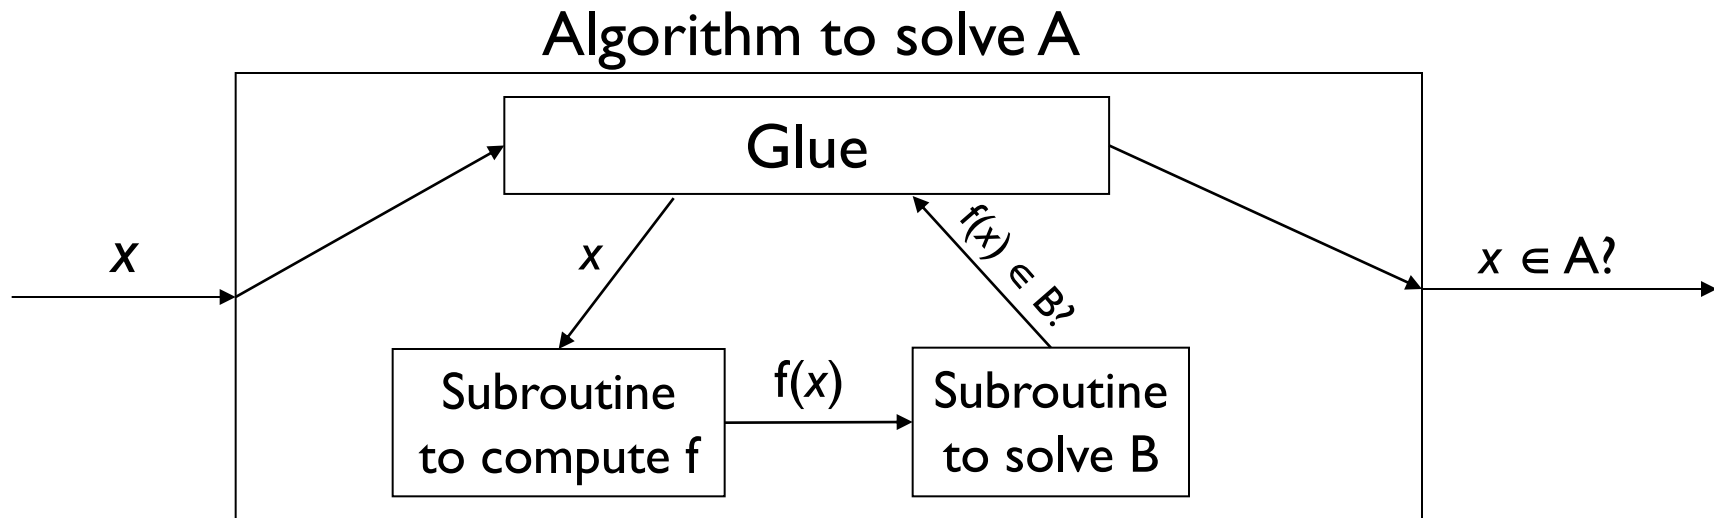 Algorithm to solve A
Glue
x
x
f(x) ∈ B?
x ∈ A?
Subroutine
to compute f
f(x)
Subroutine
to solve B